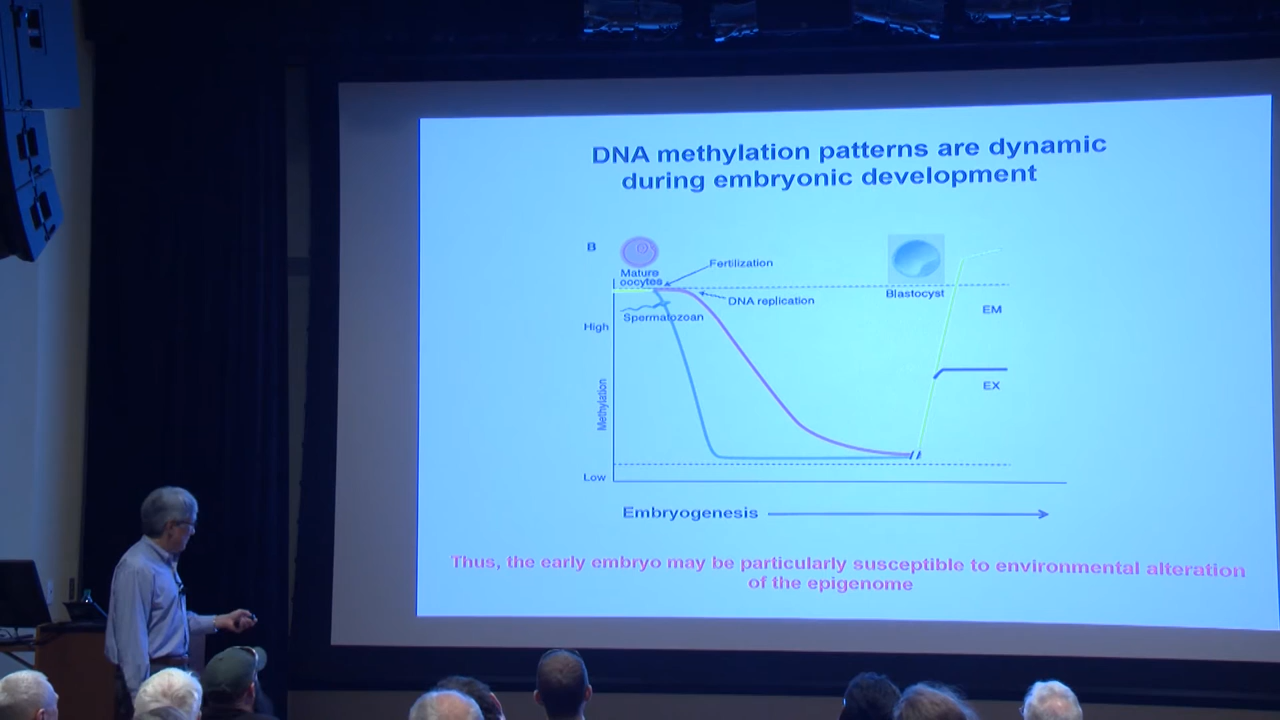 DNA methylation patterns are dynamic
during embryonic development
B
Mature
oocytes
Fertilization
DNA replication
Spermatozoan
Blastocyst
EM
High
EX
Methylation
Low
Embryogenesis
Thus, the early embryo may be particularly susceptible to environmental alteration
of the epigenome